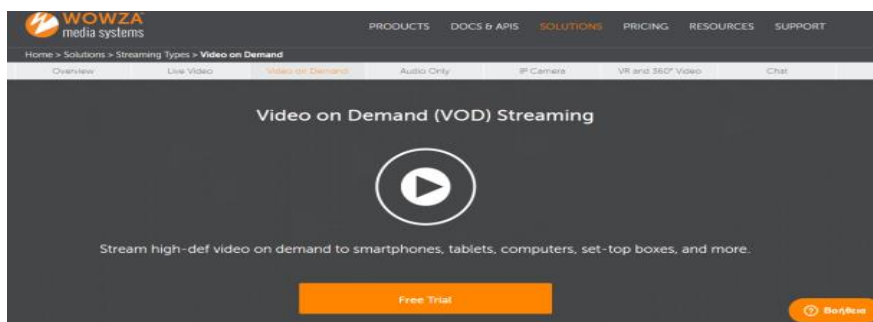 WOWZA
media systems
PRODUCTS DOCS & APIS SOLUTIONS PRICING RESOURCES SUPPORT
Home > Solutions > Streaming Types > Video on Demand
Overview Live Video Video on Demand Audio Only IP Camera VR and 360° Video Chat
Video on Demand (VOD) Streaming
Stream high-def video on demand to smartphones, tablets, computers, set-top boxes, and more.
Free Trial
Βοήθεια